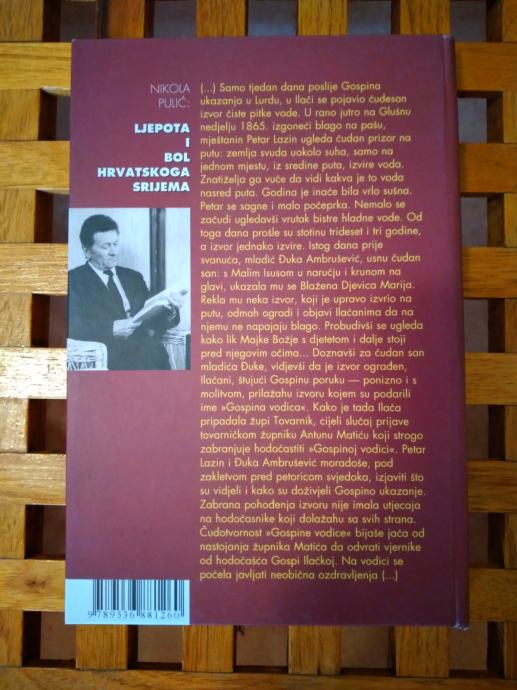 NIKOLA
PULIĆ:
LJEPOTA
I
BOL
HRVATSKOGA
SRIJEMA
(...) Samo tjedan dana poslije Gospina
ukazanja u Lurdu, u Ilači se pojavio čudesan
izvor čiste pitke vode. U rano jutro na Glušnu
nedjelju 1865. izgoneći blago na pašu,
mještanin Petar Lazin ugleda čudan prizor na
putu: zemlja svuda uokolo suha, samo na
jednom mjestu, iz sredine puta, izvire voda.
Znatiželja ga vuče da vidi kakva je to voda
nasred puta. Godina je inače bila vrlo sušna.
Petar se sagne i malo počeprka. Nemalo se
začudi ugledavši vrutak bistre hladne vode. Od
toga dana prošle su stotinu trideset i tri godine,
a izvor jednako izvire. Istog dana prije
svanuća, mladić Đuka Ambrušević, usnu čudan
san: s Malim Isusom u naručju i krunom na
glavi, ukazala mu se Blažena Djevica Marija.
Rekla mu neka izvor, koji je upravo izvrio na
putu, odmah ogradi i objavi Ilačanima da na
njemu ne napajaju blago. Probudivši se ugleda
kako lik Majke Božje s djetetom i dalje stoji
pred njegovim očima... Doznavši za čudan san
mladića Đuke, vidjevši da je izvor ograđen,
Ilačani, štujući Gospinu poruku — ponizno i s
molitvom, prilažahu izvoru kojem su podarili
ime »Gospina vodica«. Kako je tada Ilača
pripadala župi Tovarnik, cijeli slučaj prijave
tovarničkom župniku Antunu Matiću koji strogo
zabranjuje hodočastiti »Gospinoj vodici«. Petar
Lazin i Đuka Ambrušević moradoše, pod
zakletvom pred petoricom svjedoka, izjaviti što
su vidjeli i kako su doživjeli Gospino ukazanje.
Zabrana pohođenja izvoru nije imala utjecaja
na hodočasnike koji dolažahu sa svih strana.
Čudotvornost »Gospine vodice« bijaše jača od
nastojanja župnika Matića da odvrati vjernike
od hodočašća Gospi Ilačkoj. Na vodici se
počela javljati neobična ozdravljenja (...)
9 789536 881260